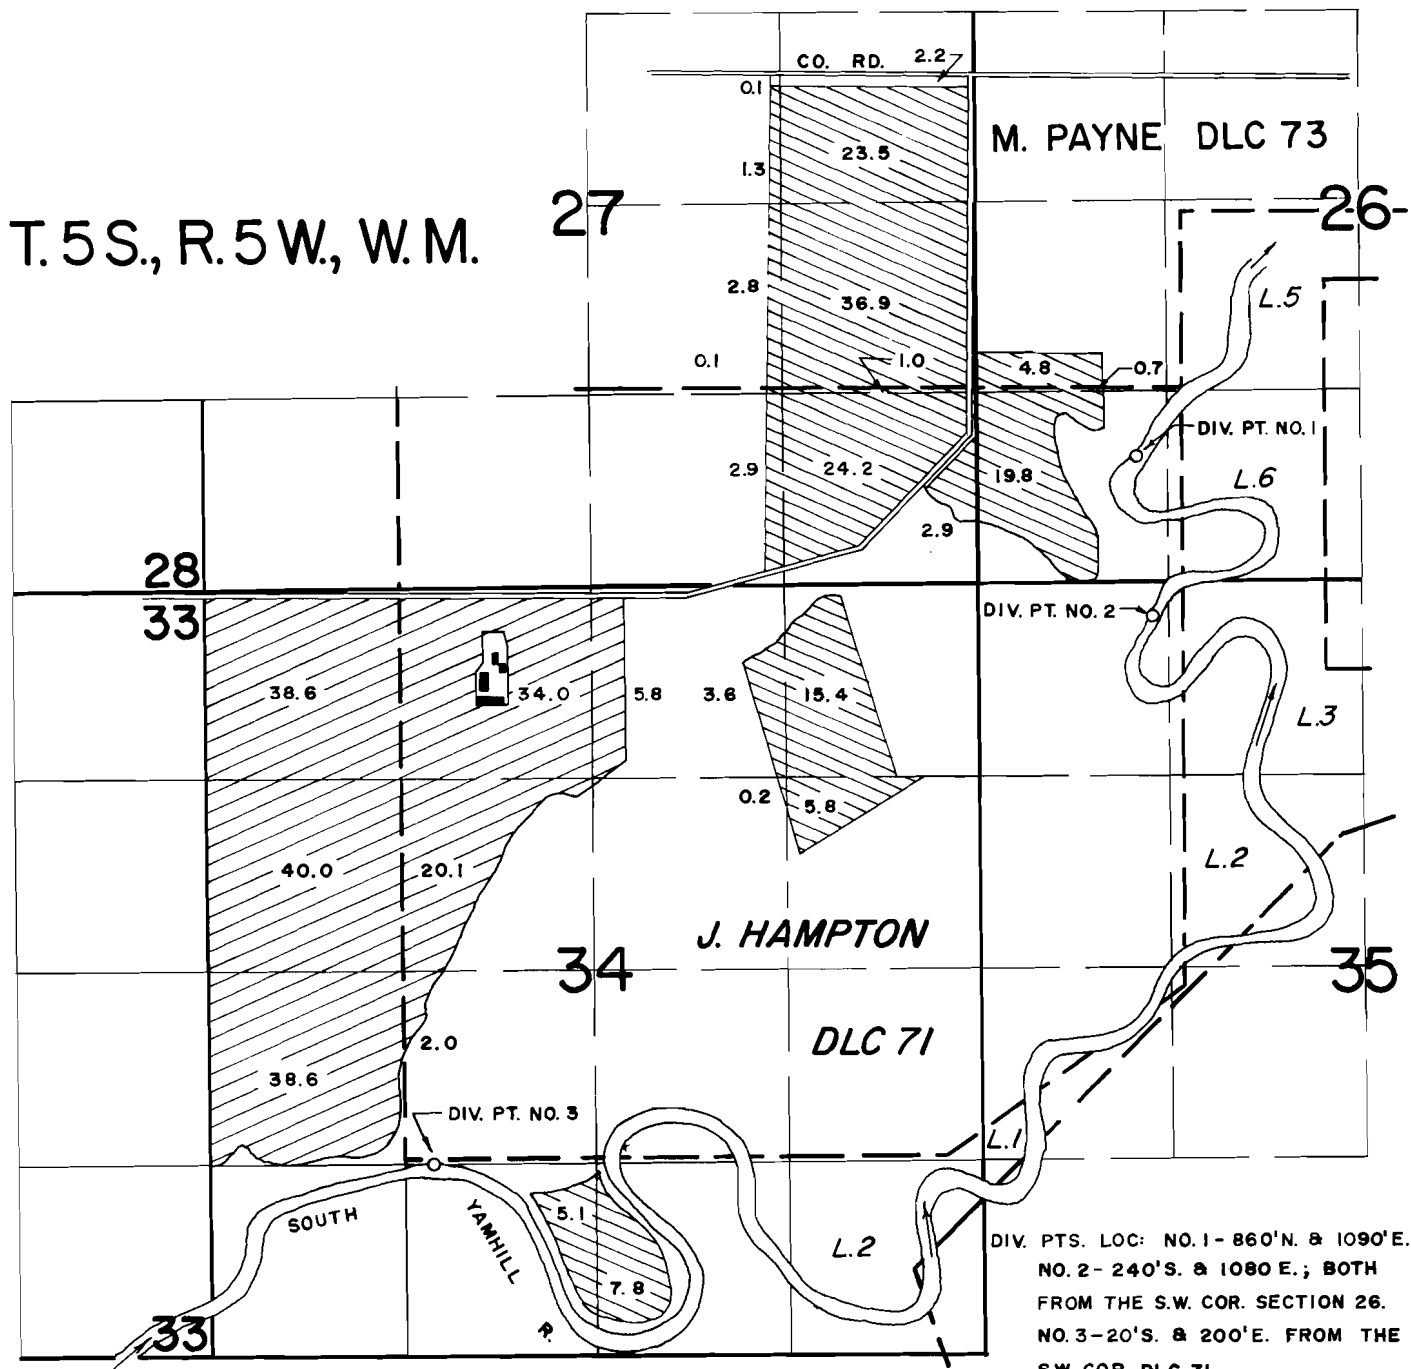 CO. RD. 2.2
0.1
M. PAYNE DLC 73
23.5
1.3
27
26
T. 5 S., R. 5 W., W. M.
2.8
36.9
L.5
0.1
1.0
4.8
0.7
DIV. PT. NO. 1
2.9
24.2
19.8
L.6
2.9
28
33
DIV. PT. NO. 2
38.6
34.0
5.8
3.6
15.4
L.3
0.2
5.8
40.0
20.1
L.2
J. HAMPTON
34
35
2.0
DLC 71
38.6
DIV. PT. NO. 3
L.1
5.1
SOUTH
YAMHILL
R.
L.2
7.8
33
DIV. PTS. LOC: NO. 1 - 860'N. & 1090'E.
NO. 2 - 240'S. & 1080 E.; BOTH
FROM THE S.W. COR. SECTION 26.
NO. 3 - 20'S. & 200'E. FROM THE
S.W. COR. DLC 71